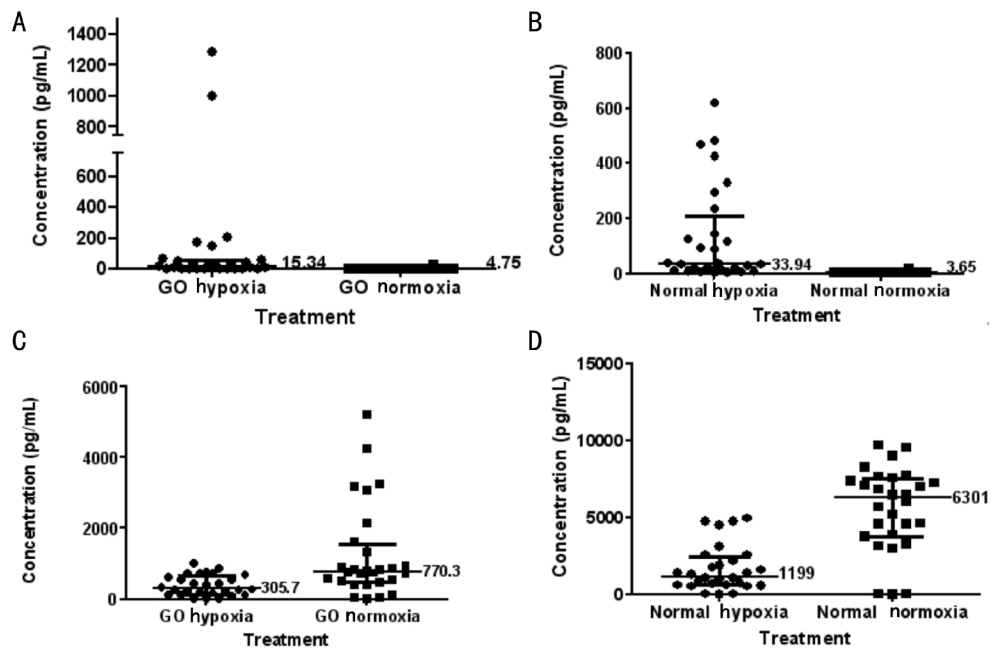 A
Concentration (pg/mL)
1400
1200
1000
800
600
400
200
0
15.34
4.75
GO hypoxia
GO normoxia
Treatment
B
Concentration (pg/mL)
800
600
400
200
0
33.94
3.65
Normal hypoxia
Normal normoxia
Treatment
C
Concentration (pg/mL)
6000
4000
2000
0
305.7
770.3
GO hypoxia
GO normoxia
Treatment
D
Concentration (pg/mL)
15000
10000
5000
0
1199
6301
Normal hypoxia
Normal normoxia
Treatment